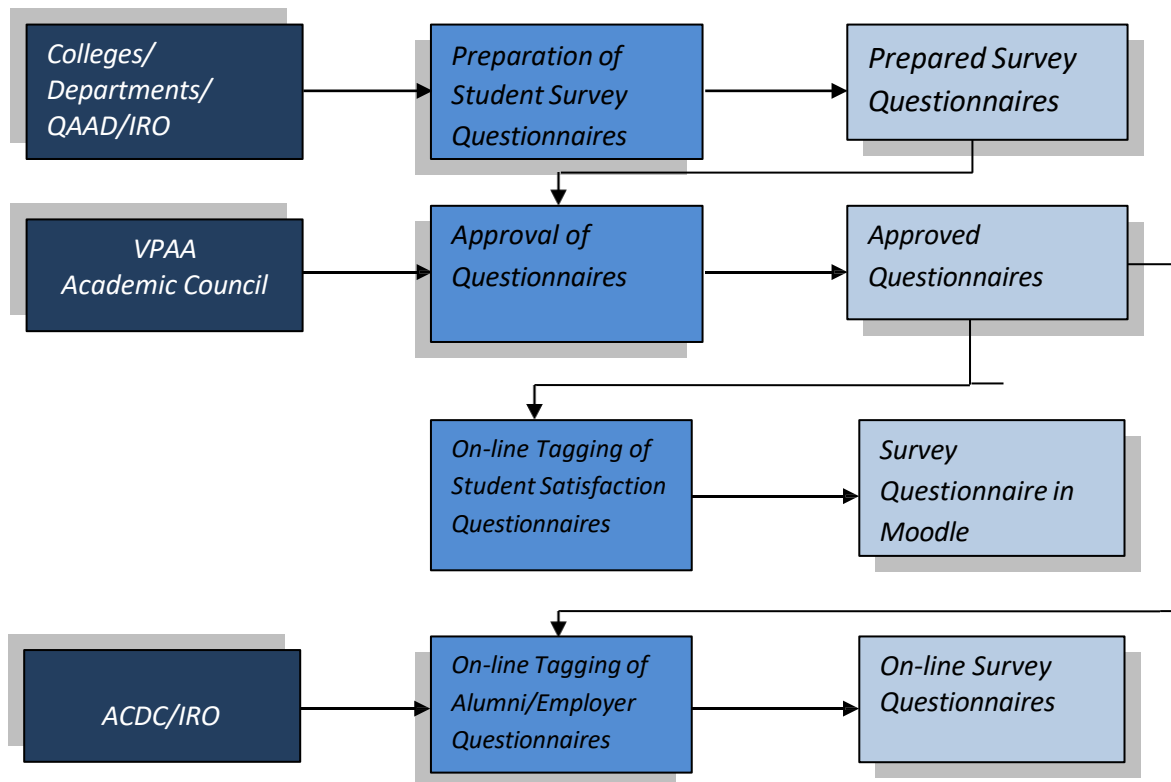 Colleges/
Departments/
QAAD/IRO
Preparation of
Student Survey
Questionnaires
Prepared Survey
Questionnaires
VPAA
Academic Council
Approval of
Questionnaires
Approved
Questionnaires
On-line Tagging of
Student Satisfaction
Questionnaires
Survey
Questionnaire in
Moodle
ACDC/IRO
On-line Tagging of
Alumni/Employer
Questionnaires
On-line Survey
Questionnaires